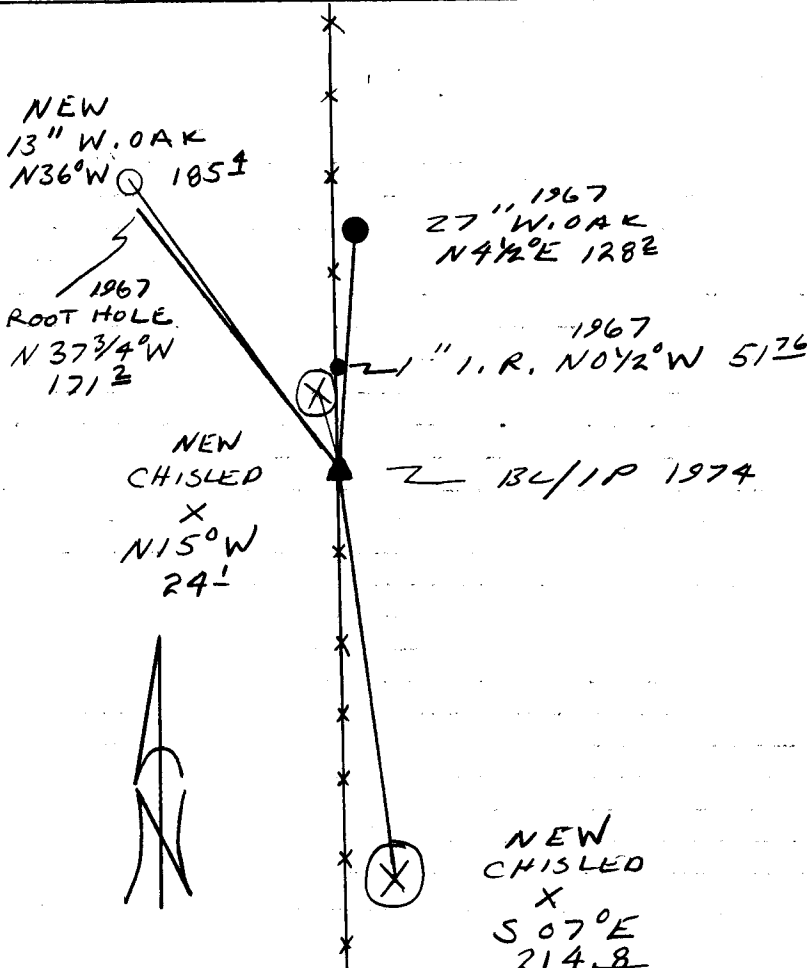 NEW
13" W. OAK
N36°W 185 4
1967
27" W. OAK
N4½°E 128 2
1967
ROOT HOLE
N 37 3/4°W
171 2
1967
1" I. R. N0½°W 51 76
NEW
CHISLED
X
N15°W
24 1
BL/IP 1974
NEW
CHISLED
X
S 07°E
214.8